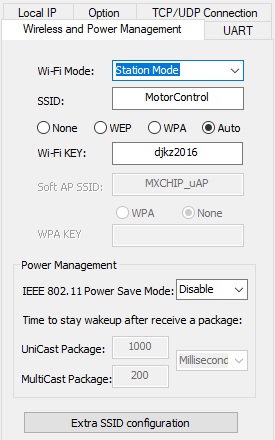 Local IP Option TCP/UDP Connection
Wireless and Power Management UART
Wi-Fi Mode: Station Mode
SSID: MotorControl
None WEP WPA Auto
Wi-Fi KEY: djkz2016
Soft AP SSID: MXCHIP_uAP
WPA None
WPA KEY
Power Management
IEEE 802.11 Power Save Mode: Disable
Time to stay wakeup after receive a package:
UniCast Package: 1000
Millisecond
MultiCast Package: 200
Extra SSID configuration